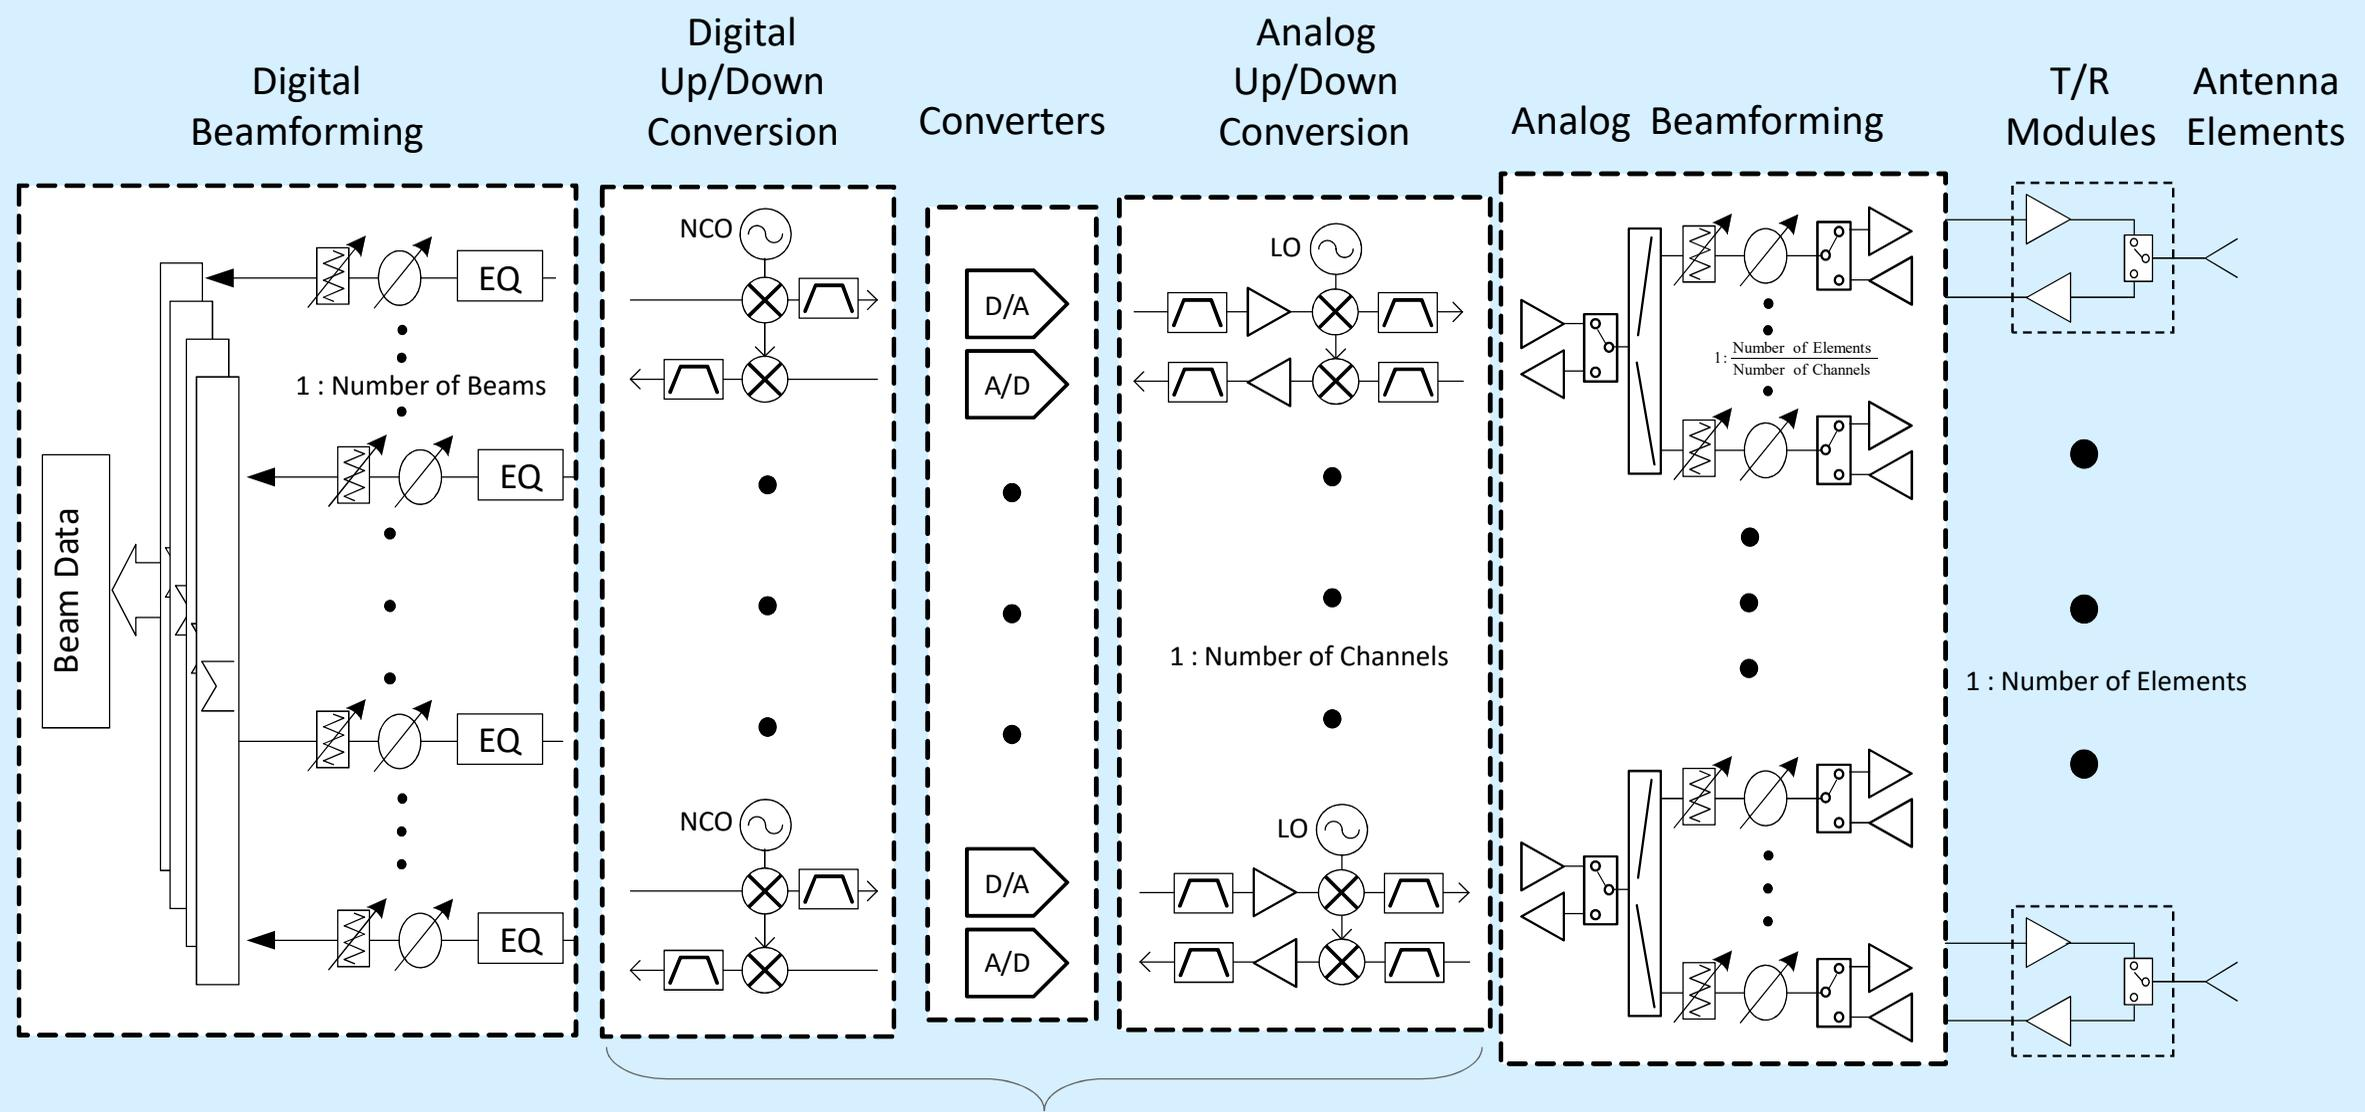 Digital
Beamforming
Digital
Up/Down
Conversion
Converters
Analog
Up/Down
Conversion
Analog Beamforming
T/R
Modules
Antenna
Elements
EQ
1 : Number of Beams
EQ
Beam Data
Σ
EQ
EQ
NCO
NCO
D/A
A/D
D/A
A/D
LO
1 : Number of Channels
LO
1: Number of Elements
Number of Channels
1 : Number of Elements